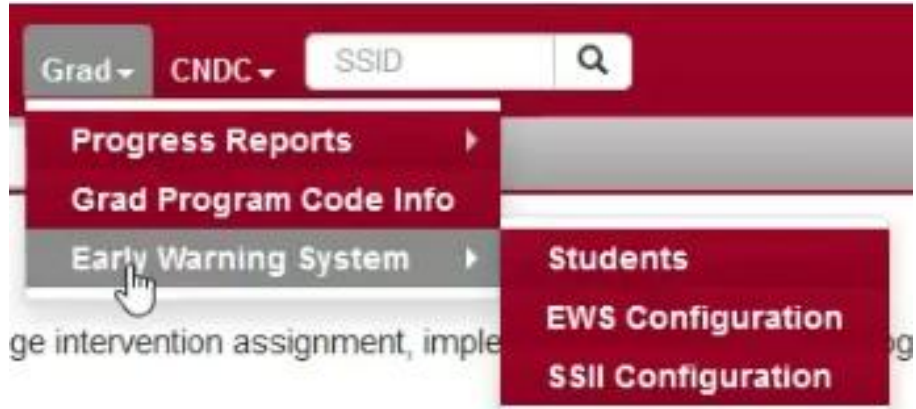 Grad CNDC SSID
Progress Reports
Grad Program Code Info
Early Warning System
Students
EWS Configuration
SSII Configuration
ge intervention assignment, imple
og